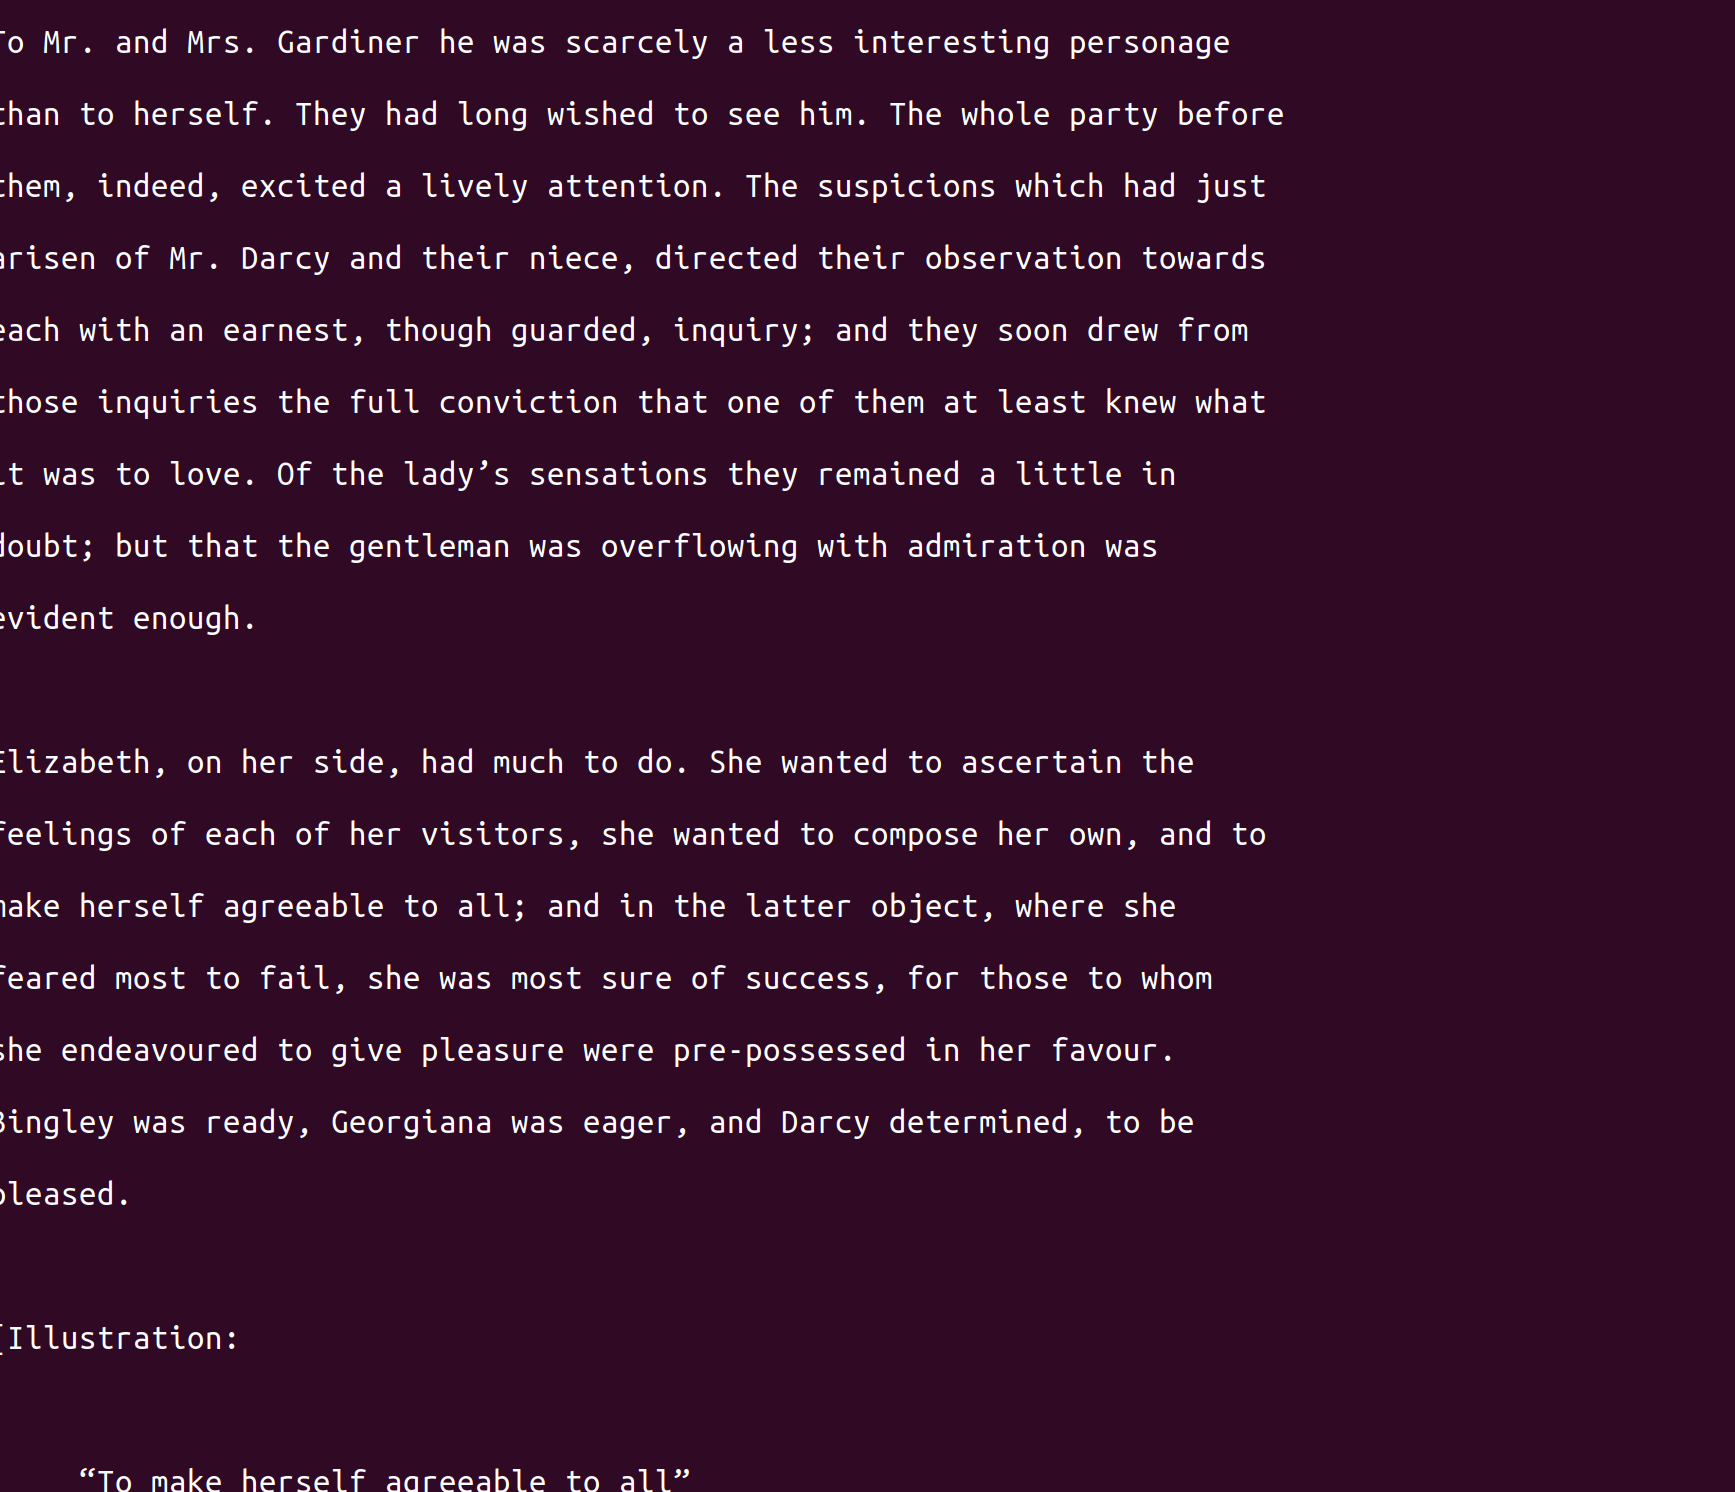 To Mr. and Mrs. Gardiner he was scarcely a less interesting personage
than to herself. They had long wished to see him. The whole party before
them, indeed, excited a lively attention. The suspicions which had just
arisen of Mr. Darcy and their niece, directed their observation towards
each with an earnest, though guarded, inquiry; and they soon drew from
those inquiries the full conviction that one of them at least knew what
it was to love. Of the lady’s sensations they remained a little in
doubt; but that the gentleman was overflowing with admiration was
evident enough.
Elizabeth, on her side, had much to do. She wanted to ascertain the
feelings of each of her visitors, she wanted to compose her own, and to
make herself agreeable to all; and in the latter object, where she
feared most to fail, she was most sure of success, for those to whom
she endeavoured to give pleasure were pre-possessed in her favour.
Bingley was ready, Georgiana was eager, and Darcy determined, to be
pleased.
[Illustration:
“To make herself agreeable to all”